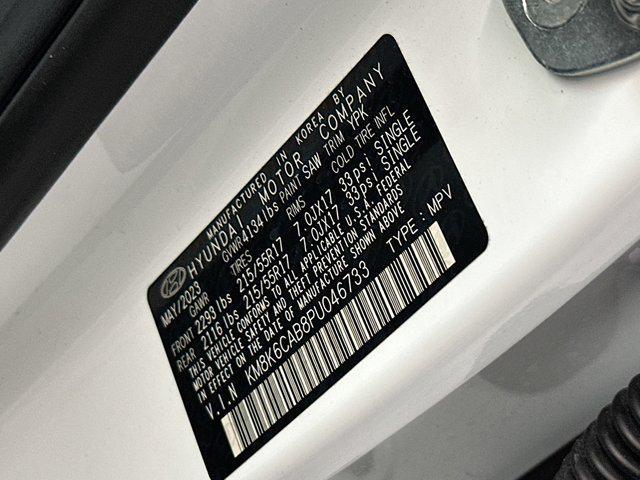 MANUFACTURED IN KOREA BY
HYUNDAI MOTOR COMPANY
MAY/2023 GVWR 4134 lbs PAINT SAW TRIM YPK
GAWR TIRES RIMS COLD TIRE INFL
FRONT 2293 lbs 215/55R17 7.0JX17 33psi SINGLE
REAR 2116 lbs 215/55R17 7.0JX17 33psi SINGLE
THIS VEHICLE CONFORMS TO ALL APPLICABLE U.S.A. FEDERAL
MOTOR VEHICLE SAFETY AND THEFT PREVENTION STANDARDS
IN EFFECT ON THE DATE OF MANUFACTURE SHOWN ABOVE
V.I.N KM8K6CAB8PU046733 TYPE : MPV